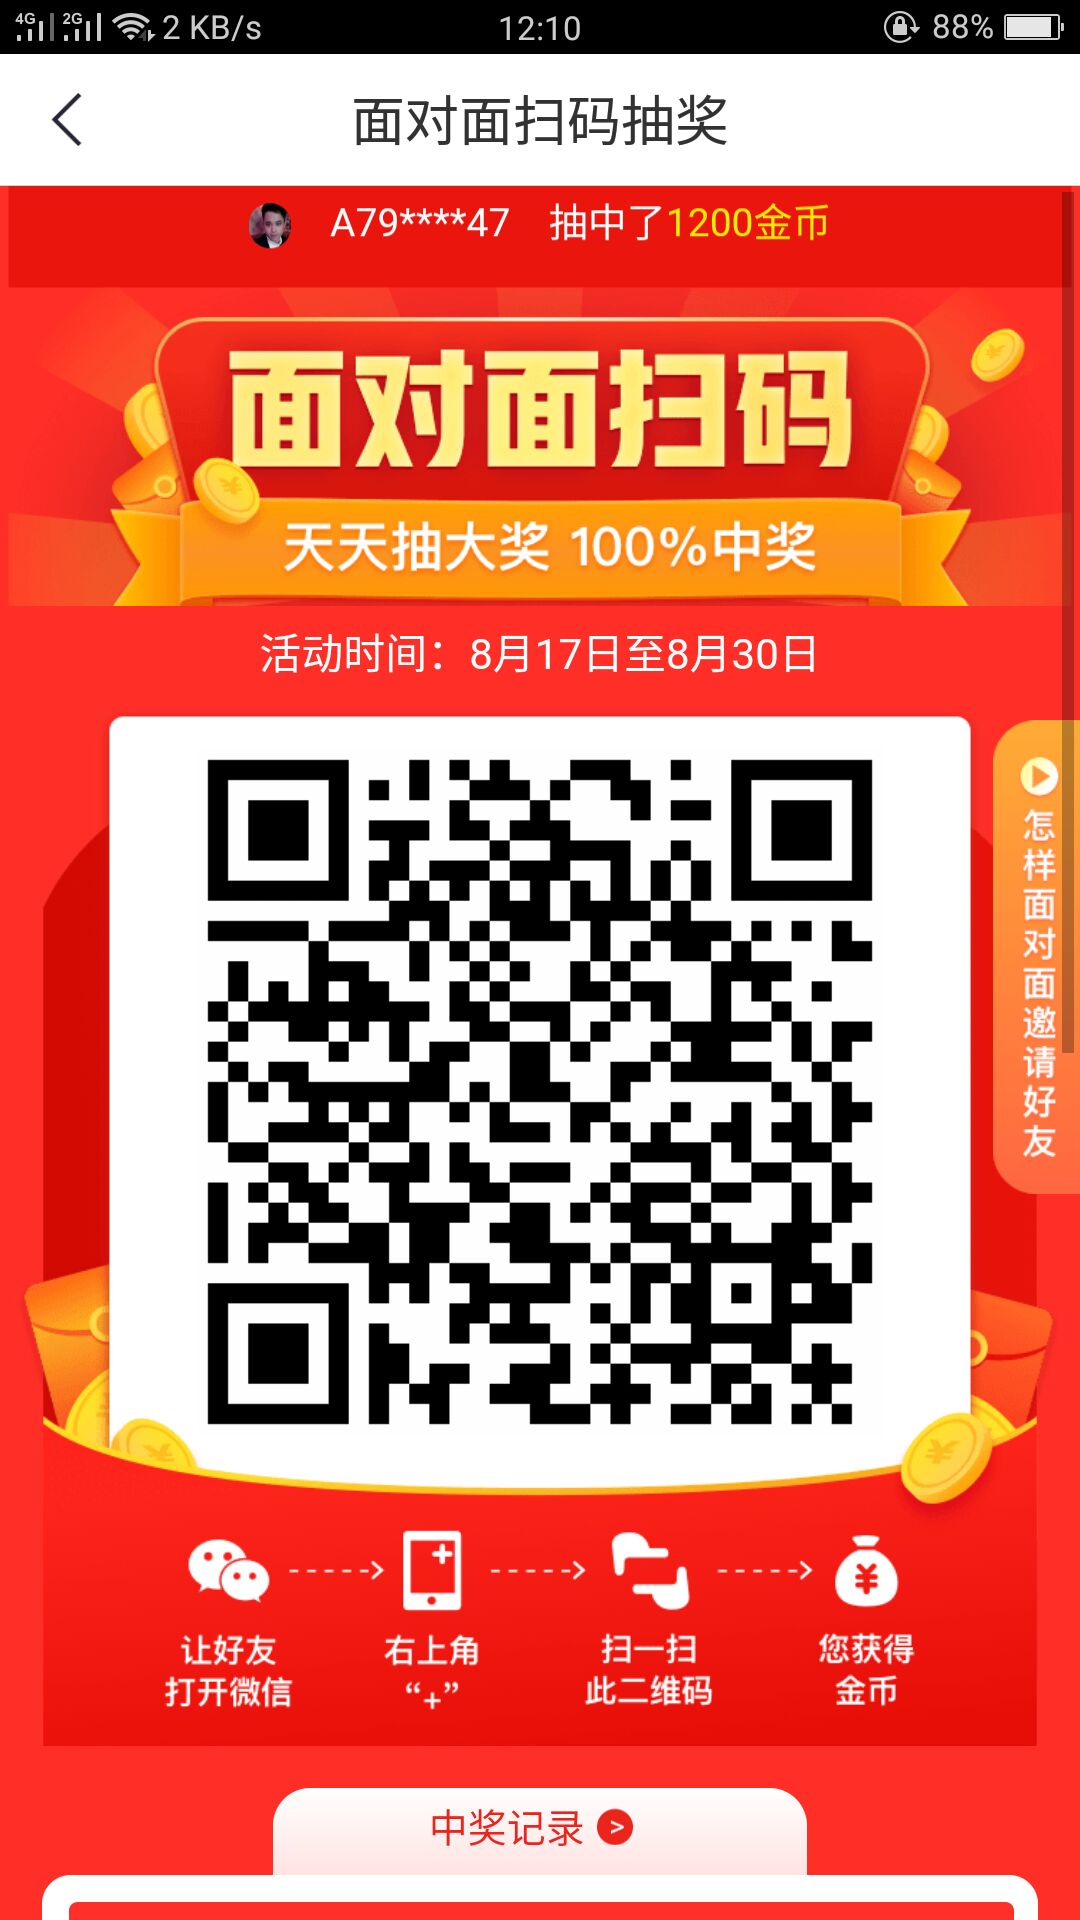 4G 2G 2 KB/s 12:10 88%
面对面扫码抽奖
A79****47 抽中了1200金币
面对面扫码
天天抽大奖 100%中奖
活动时间：8月17日至8月30日
怎样面对面邀请好友
让好友
打开微信
右上角
“+”
扫一扫
此二维码
您获得
金币
中奖记录 >